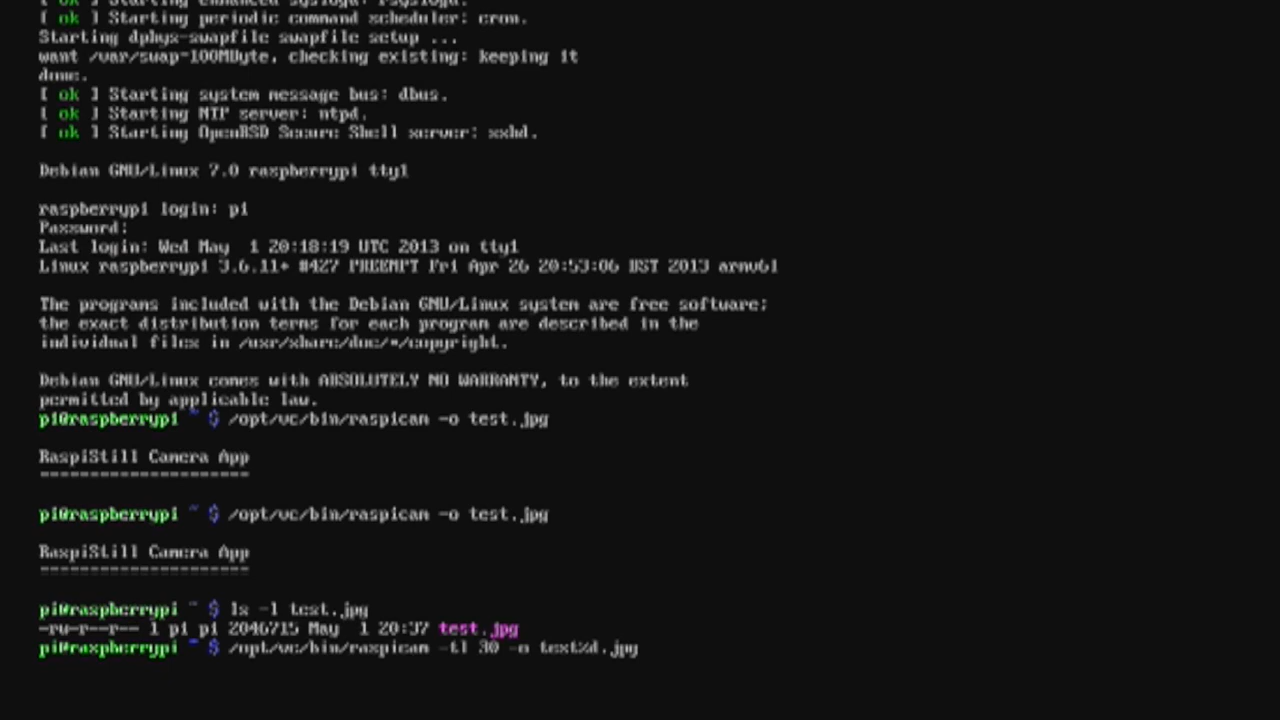 [ ok ] Starting enhanced syslogd: rsyslogd.
[ ok ] Starting periodic command scheduler: cron.
Starting dphys-swapfile swapfile setup ...
want /var/swap=100MByte, checking existing: keeping it
done.
[ ok ] Starting system message bus: dbus.
[ ok ] Starting NTP server: ntpd.
[ ok ] Starting OpenBSD Secure Shell server: sshd.
Debian GNU/Linux 7.0 raspberrypi tty1
raspberrypi login: pi
Password:
Last login: Wed May  1 20:18:19 UTC 2013 on tty1
Linux raspberrypi 3.6.11+ #427 PREEMPT Fri Apr 26 20:53:06 BST 2013 armv6l
The programs included with the Debian GNU/Linux system are free software;
the exact distribution terms for each program are described in the
individual files in /usr/share/doc/*/copyright.
Debian GNU/Linux comes with ABSOLUTELY NO WARRANTY, to the extent
permitted by applicable law.
pi@raspberrypi ~ $ /opt/vc/bin/raspicam -o test.jpg
RaspiStill Camera App
=====================
pi@raspberrypi ~ $ /opt/vc/bin/raspicam -o test.jpg
RaspiStill Camera App
=====================
pi@raspberrypi ~ $ ls -l test.jpg
-rw-r--r-- 1 pi pi 2046715 May  1 20:37 test.jpg
pi@raspberrypi ~ $ /opt/vc/bin/raspicam -tl 30 -o test%d.jpg